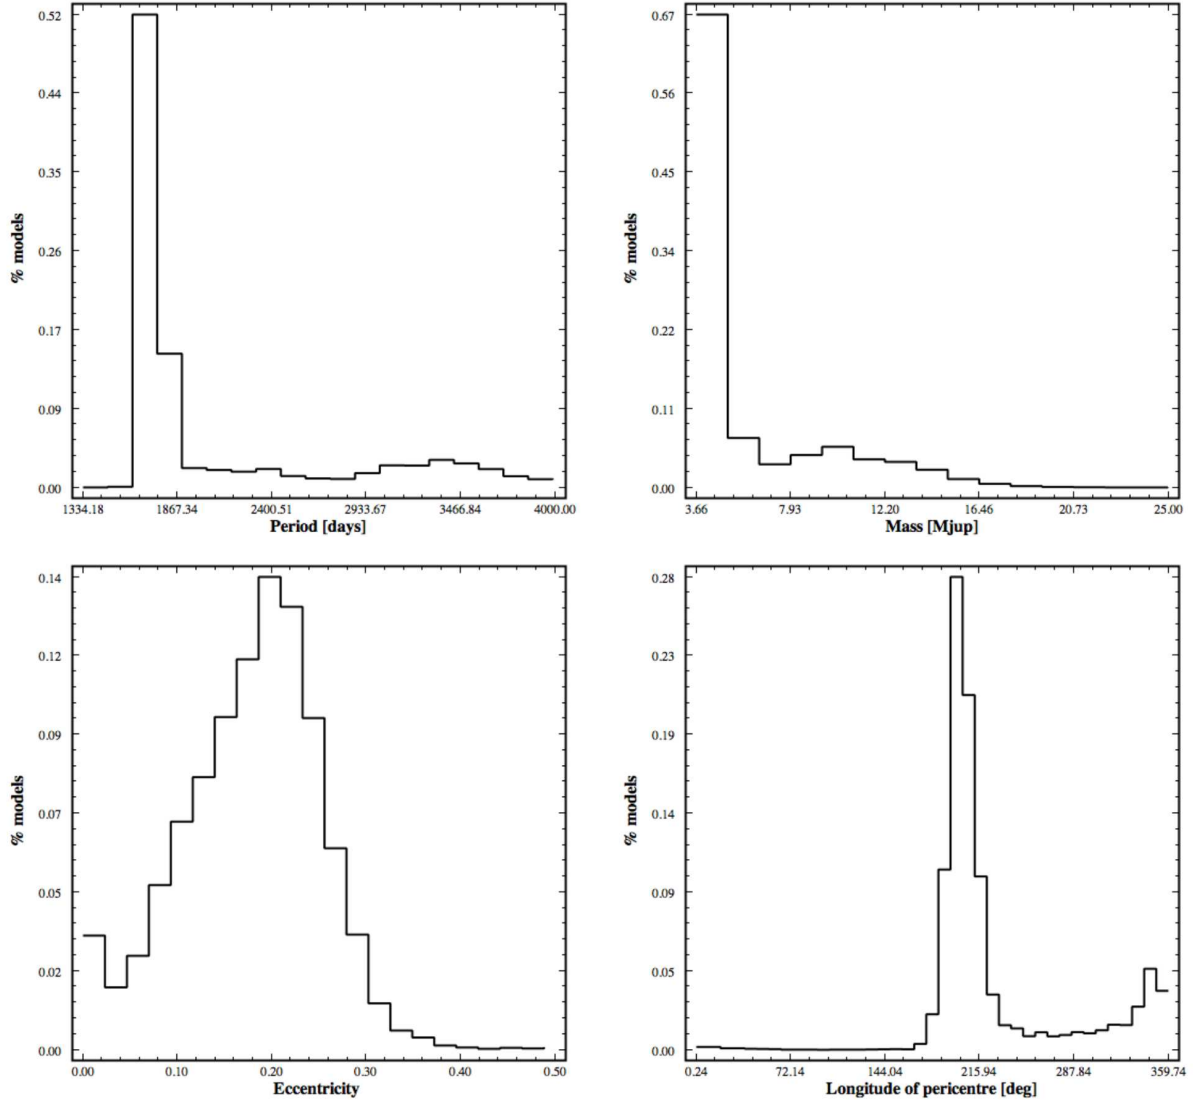 0.52
0.44
0.35
0.26
0.17
0.09
0.00
% models
1334.18 1867.34 2400.51 2933.67 3466.84 4000.00
Period [days]
0.67
0.56
0.45
0.34
0.22
0.11
0.00
% models
3.66 7.93 12.20 16.46 20.73 25.00
Mass [Mjup]
0.14
0.12
0.09
0.07
0.05
0.02
0.00
% models
0.00 0.10 0.20 0.30 0.40 0.50
Eccentricity
0.28
0.23
0.19
0.14
0.09
0.05
0.00
% models
0.24 72.14 144.04 215.94 287.84 359.74
Longitude of pericentre [deg]